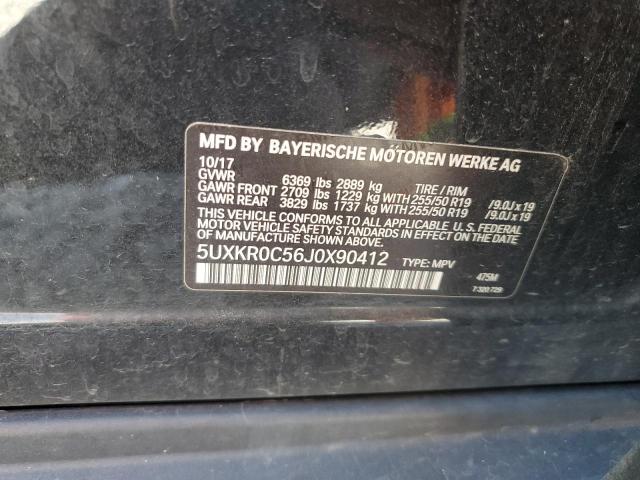 MFD BY BAYERISCHE MOTOREN WERKE AG
10/17
GVWR 6369 lbs 2889 kg TIRE / RIM
GAWR FRONT 2709 lbs 1229 kg WITH 255/50 R19 /9.0J x 19
GAWR REAR 3829 lbs 1737 kg WITH 255/50 R19 /9.0J x 19
THIS VEHICLE CONFORMS TO ALL APPLICABLE U. S. FEDERAL
MOTOR VEHICLE SAFETY STANDARDS IN EFFECT ON THE DATE
OF MANUFACTURE SHOWN ABOVE.
5UXKR0C56J0X90412 TYPE: MPV
475M
7 320 729